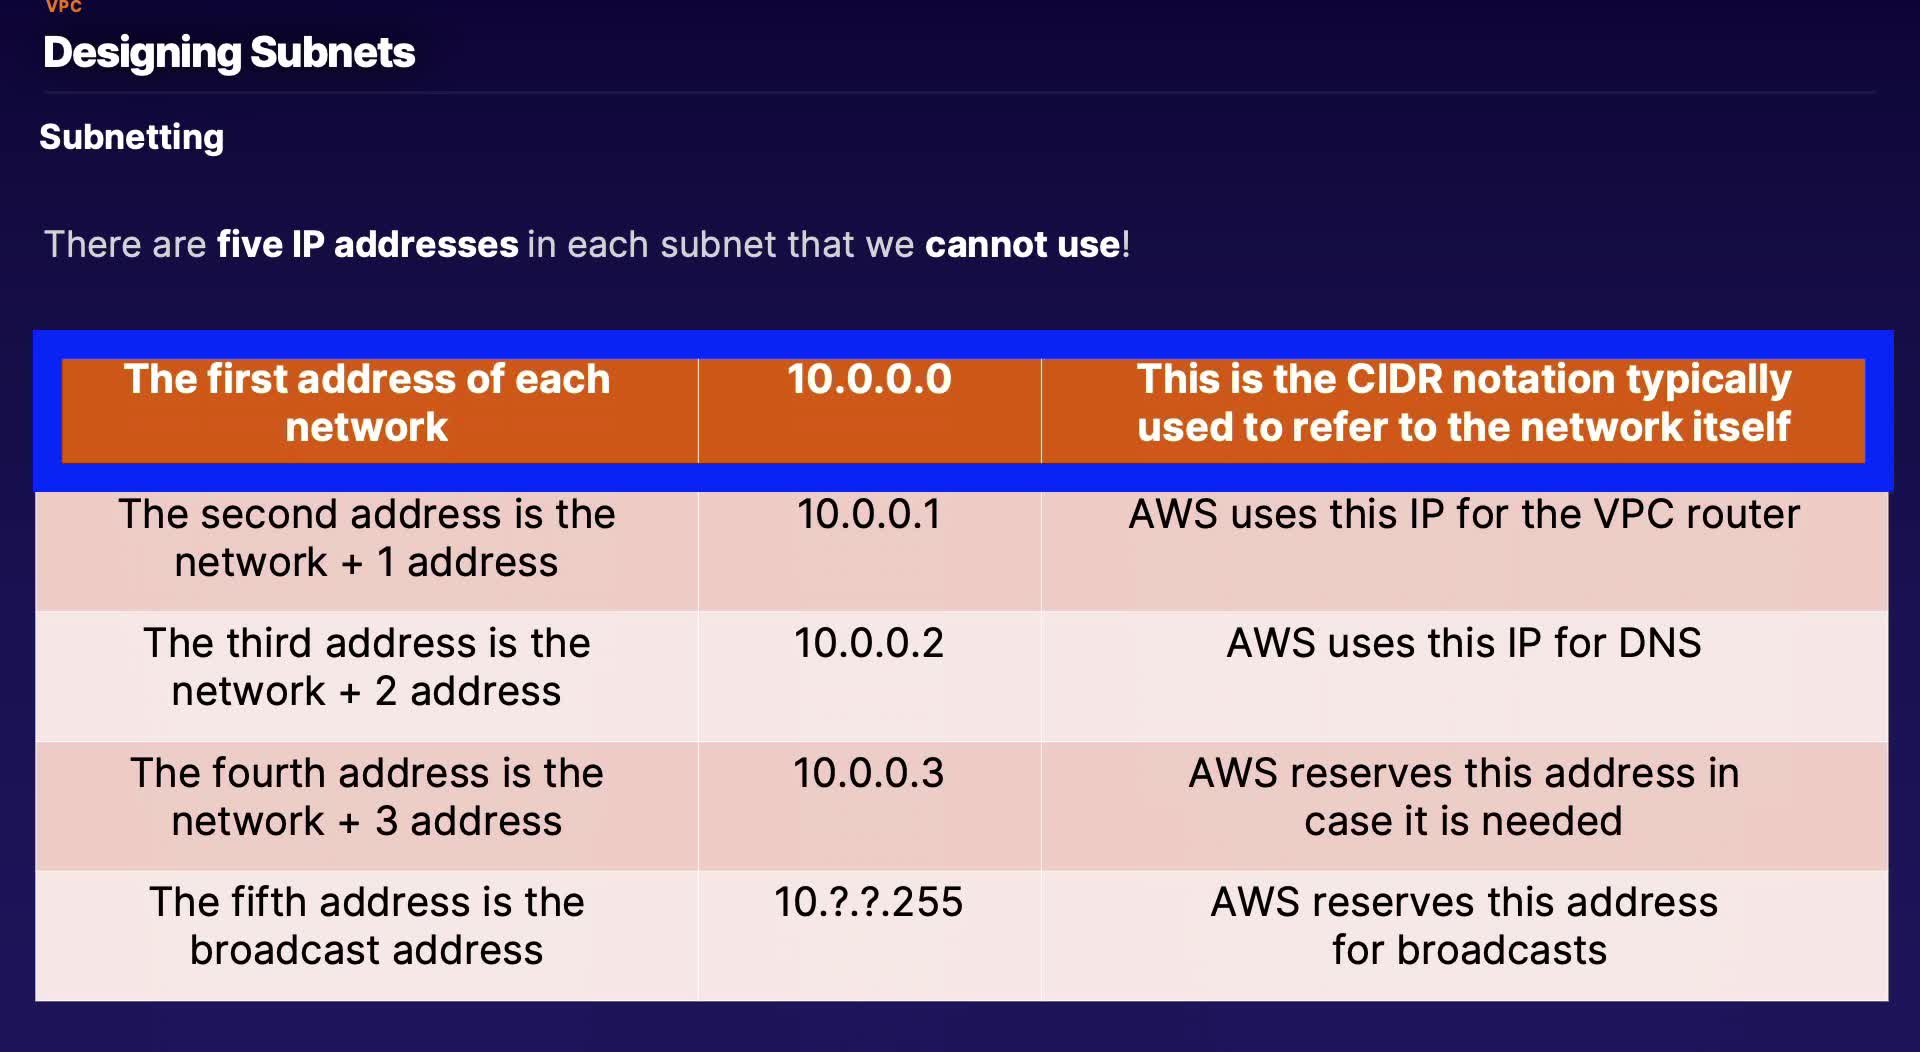 VPC
Designing Subnets
Subnetting
There are five IP addresses in each subnet that we cannot use!
The first address of each
network
10.0.0.0
This is the CIDR notation typically
used to refer to the network itself
The second address is the
network + 1 address
10.0.0.1
AWS uses this IP for the VPC router
The third address is the
network + 2 address
10.0.0.2
AWS uses this IP for DNS
The fourth address is the
network + 3 address
10.0.0.3
AWS reserves this address in
case it is needed
The fifth address is the
broadcast address
10.?.?.255
AWS reserves this address
for broadcasts